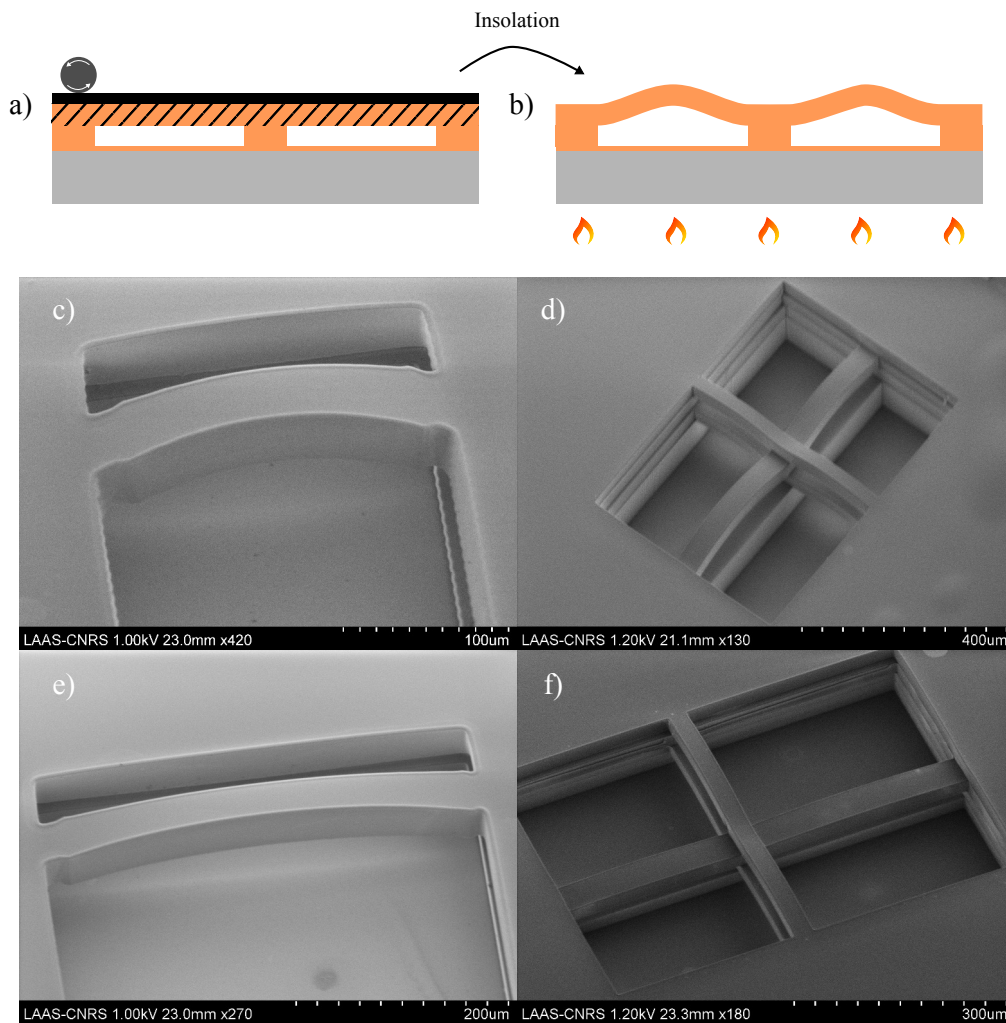 Insolation
a)
b)
c)
d)
LAAS-CNRS 1.00kV 23.0mm x420 100um
LAAS-CNRS 1.20kV 21.1mm x130 400um
e)
f)
LAAS-CNRS 1.00kV 23.0mm x270 200um
LAAS-CNRS 1.20kV 23.3mm x180 300um